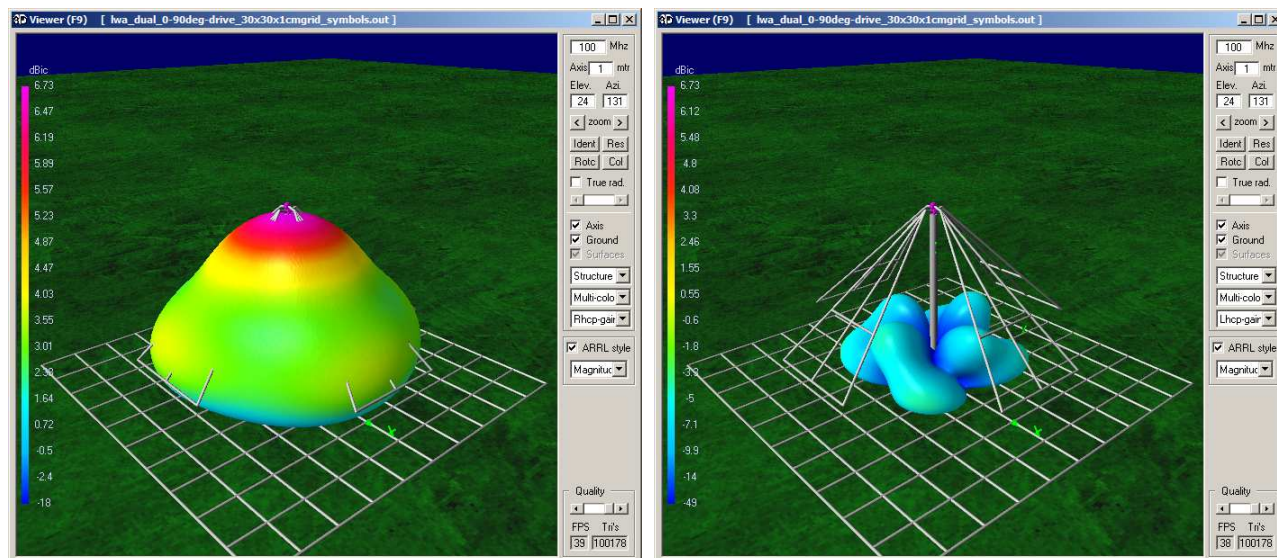 3D Viewer (F9) [ lwa_dual_0-90deg-drive_30x30x1cmgrid_symbols.out ]
dBic
6.73
6.47
6.19
5.89
5.57
5.23
4.87
4.47
4.03
3.55
3.01
2.38
1.64
0.72
-0.5
-2.4
-18
100 Mhz
Axis 1 mtr
Elev. Azi.
24 131
< zoom >
Ident Res
Rotc Col
True rad.
Axis
Ground
Surfaces
Structure
Multi-colo
Rhcp-gair
ARRL style
Magnituc
Quality
FPS Tri's
39 100178
X
3D Viewer (F9) [ lwa_dual_0-90deg-drive_30x30x1cmgrid_symbols.out ]
dBic
6.73
6.12
5.48
4.8
4.08
3.3
2.46
1.55
0.55
-0.6
-1.8
-3.3
-5
-7.1
-9.9
-14
-49
100 Mhz
Axis 1 mtr
Elev. Azi.
24 131
< zoom >
Ident Res
Rotc Col
True rad.
Axis
Ground
Surfaces
Structure
Multi-colo
Lhcp-gair
ARRL style
Magnituc
Quality
FPS Tri's
38 100178
X